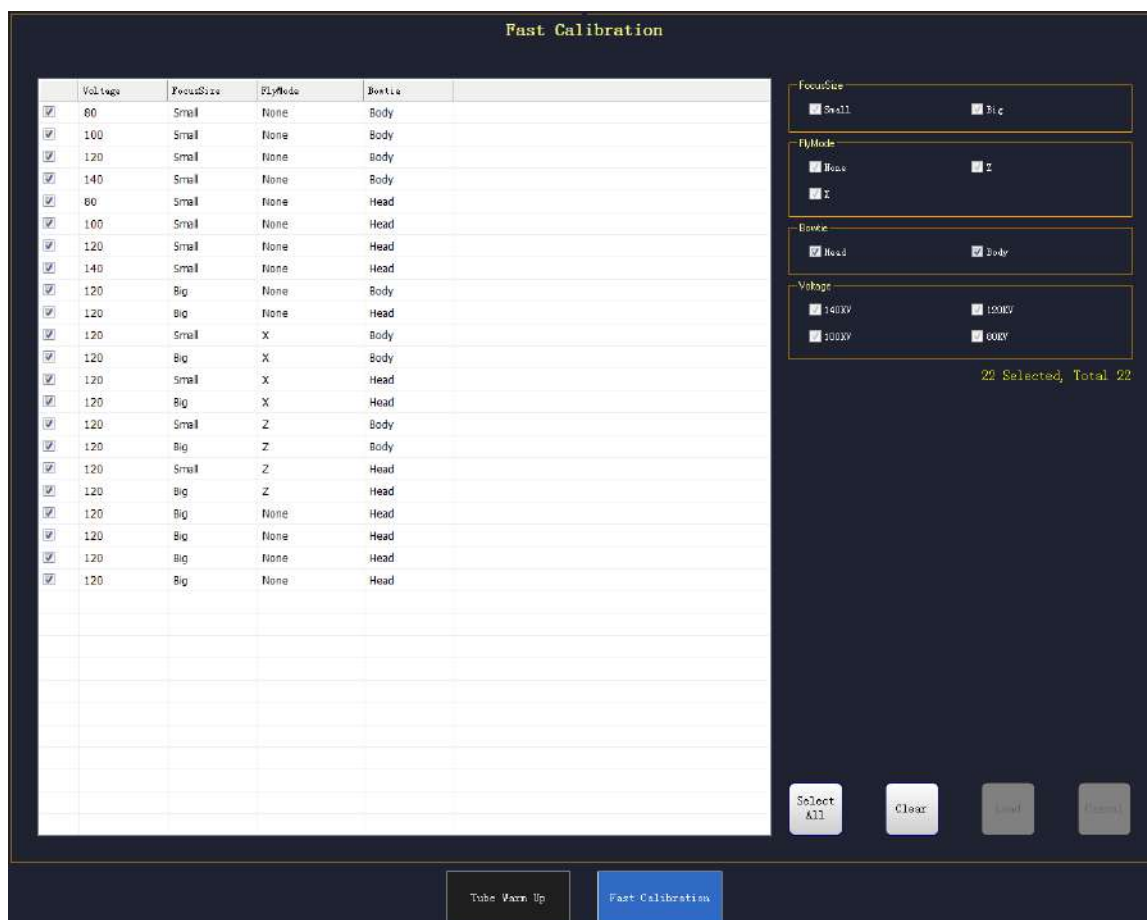 Fast Calibration
Voltage FocusSize FlyMode Bowtie
80 Small None Body
100 Small None Body
120 Small None Body
140 Small None Body
80 Small None Head
100 Small None Head
120 Small None Head
140 Small None Head
120 Big None Body
120 Big None Head
120 Small X Body
120 Big X Body
120 Small X Head
120 Big X Head
120 Small Z Body
120 Big Z Body
120 Small Z Head
120 Big Z Head
120 Big None Head
120 Big None Head
120 Big None Head
120 Big None Head
FocusSize
Small Big
FlyMode
None Z
X
Bowtie
Head Body
Voltage
140KV 120KV
100KV 80KV
22 Selected, Total 22
Select All
Clear
Load
Cancel
Tube Warm Up
Fast Calibration